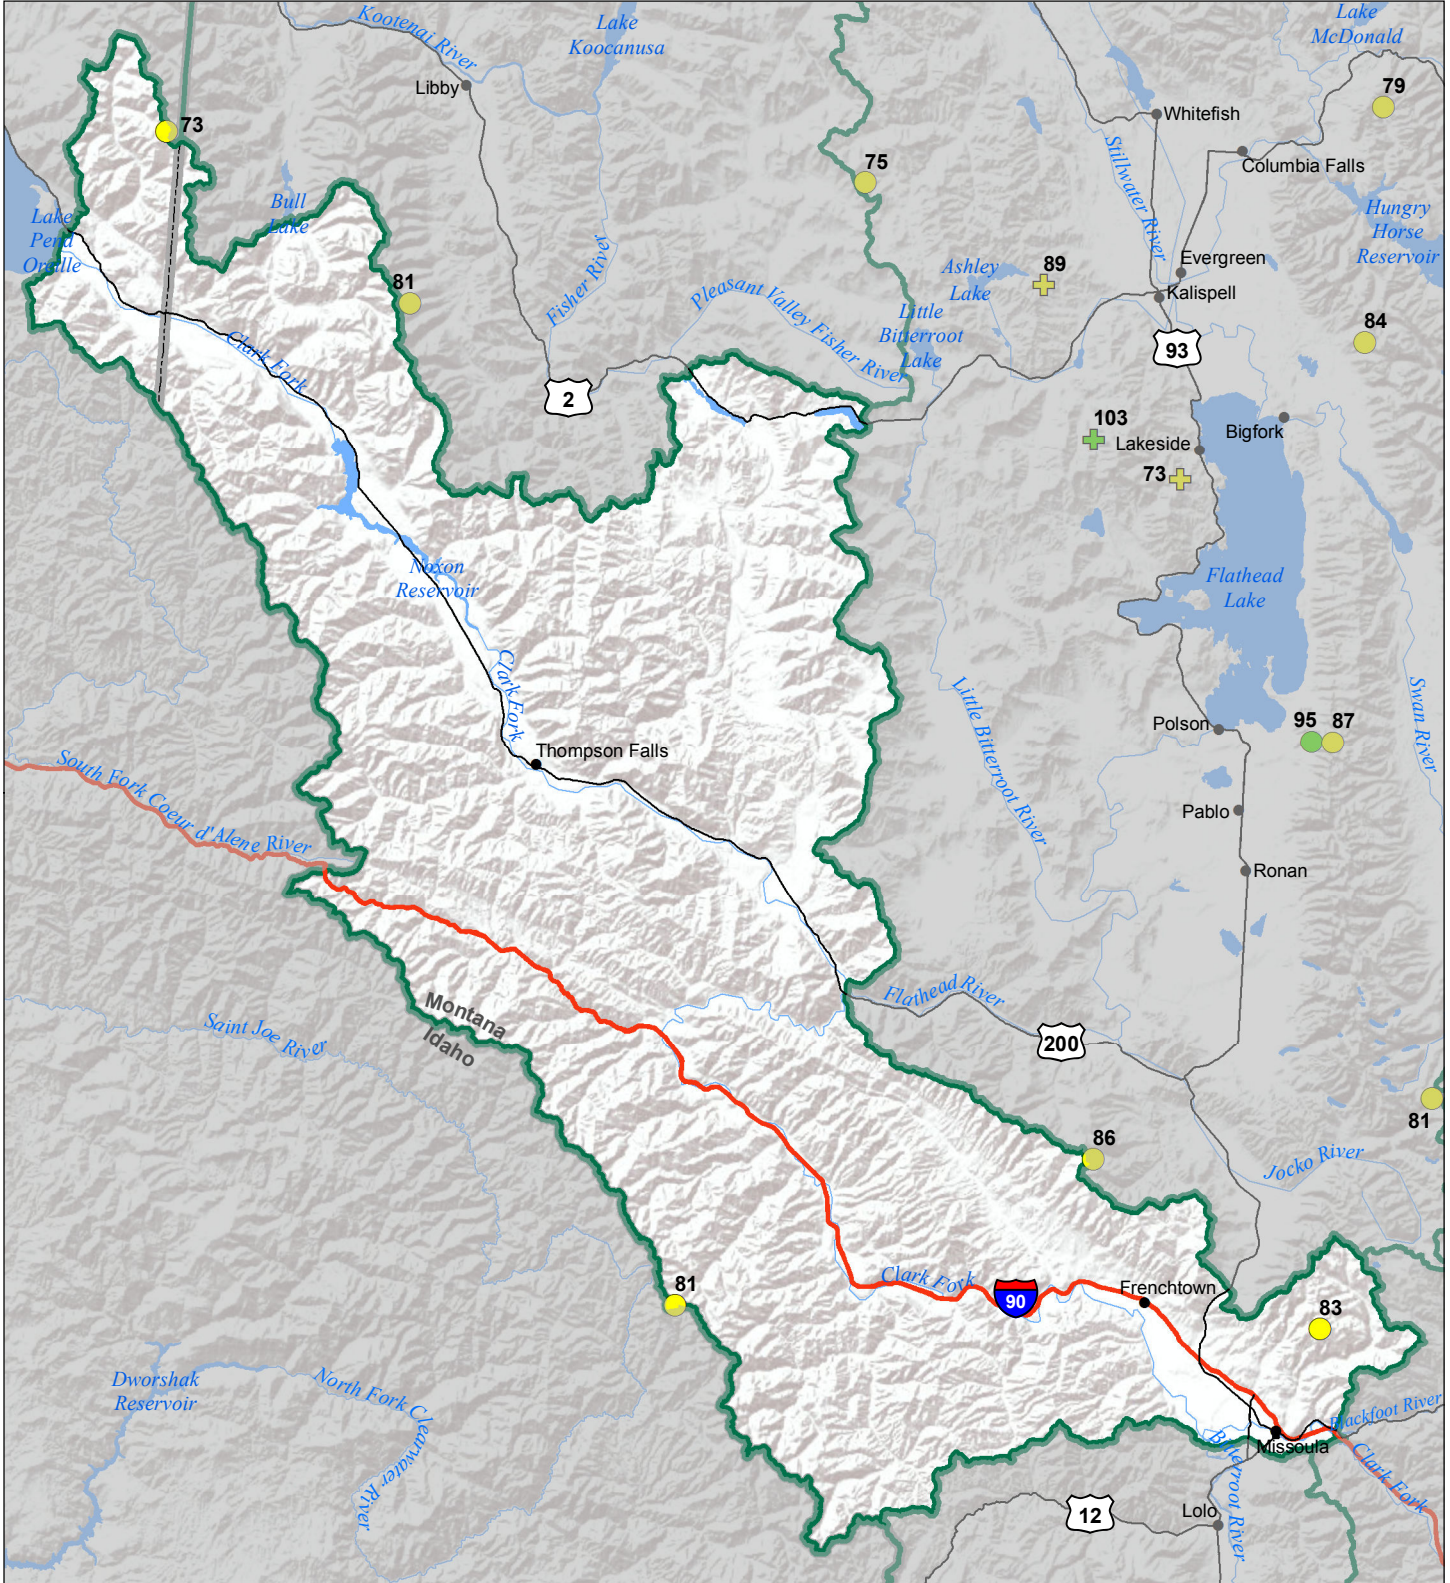 Kootenai River
Lake
Koocanusa
Lake
McDonald
Libby
79
Whitefish
73
Stillwater River
75
Columbia Falls
Bull
Lake
Lake
Pend
Oreille
Hungry
Horse
Reservoir
Fisher River
Evergreen
Ashley
Lake
89
81
Pleasant Valley Fisher River
Kalispell
Little
Bitterroot
Lake
84
93
Clark Fork
2
103
Lakeside
Bigfork
73
Noxon
Reservoir
Flathead
Lake
Clark Fork
Little Bitterroot River
Swan River
Polson
95
87
Thompson Falls
South Fork Coeur d'Alene River
Pablo
Ronan
Flathead River
Montana
Idaho
Saint Joe River
200
81
86
Jocko River
Clark Fork
81
90
Frenchtown
83
Dworshak
Reservoir
North Fork Clearwater River
Blackfoot River
Missoula
Bitterroot River
Clark Fork
12
Lolo